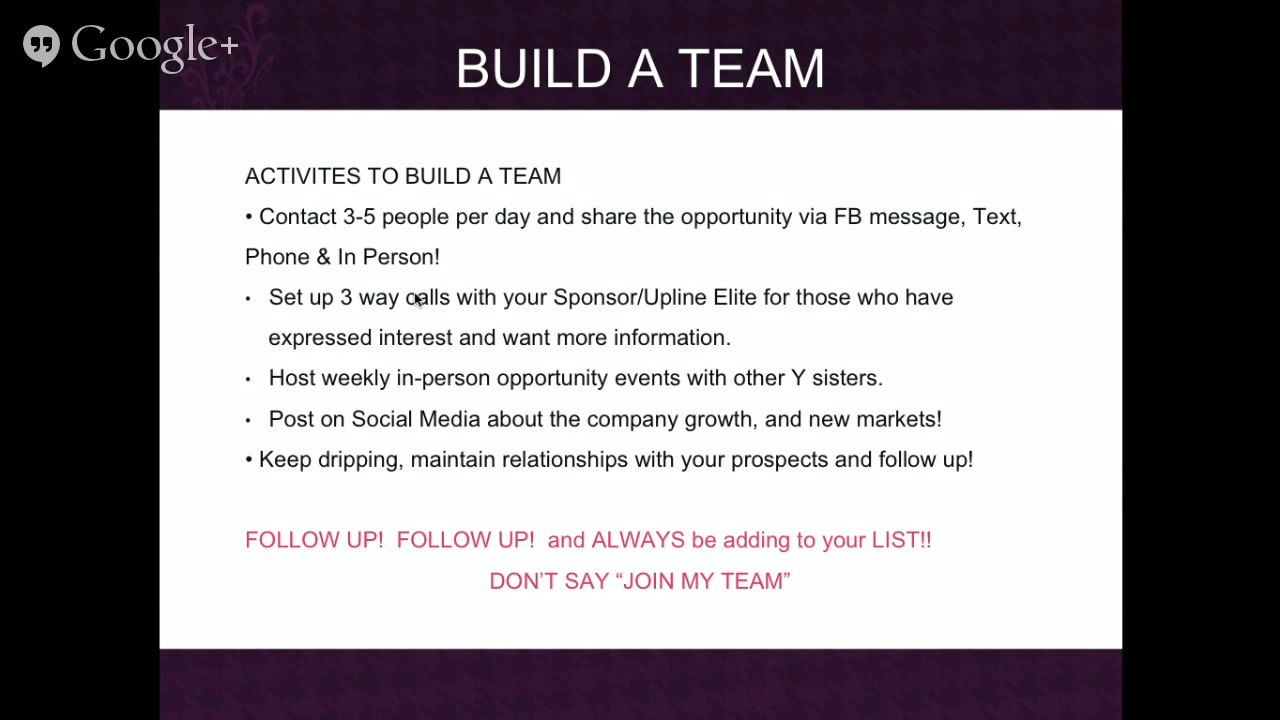 Google+
BUILD A TEAM
ACTIVITES TO BUILD A TEAM
• Contact 3-5 people per day and share the opportunity via FB message, Text,
Phone & In Person!
• Set up 3 way calls with your Sponsor/Upline Elite for those who have
expressed interest and want more information.
• Host weekly in-person opportunity events with other Y sisters.
• Post on Social Media about the company growth, and new markets!
• Keep dripping, maintain relationships with your prospects and follow up!
FOLLOW UP!  FOLLOW UP!  and ALWAYS be adding to your LIST!!
DON’T SAY “JOIN MY TEAM”